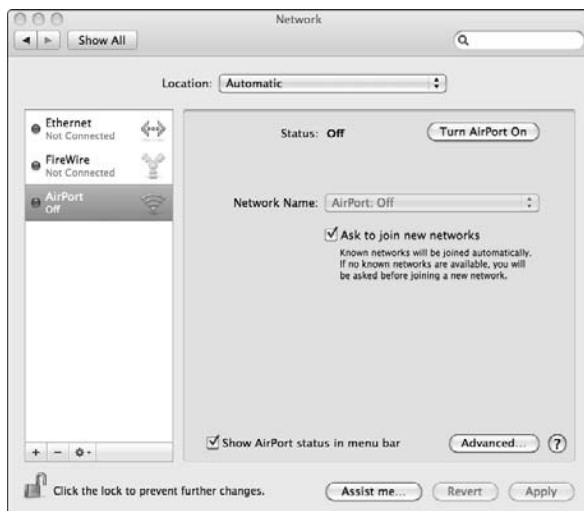 Network
Show All
Location: Automatic
Ethernet
Not Connected
FireWire
Not Connected
AirPort
Off
Status: Off
Turn AirPort On
Network Name: AirPort: Off
Ask to join new networks
Known networks will be joined automatically.
If no known networks are available, you will
be asked before joining a new network.
Show AirPort status in menu bar
Advanced...
?
Click the lock to prevent further changes.
Assist me...
Revert
Apply